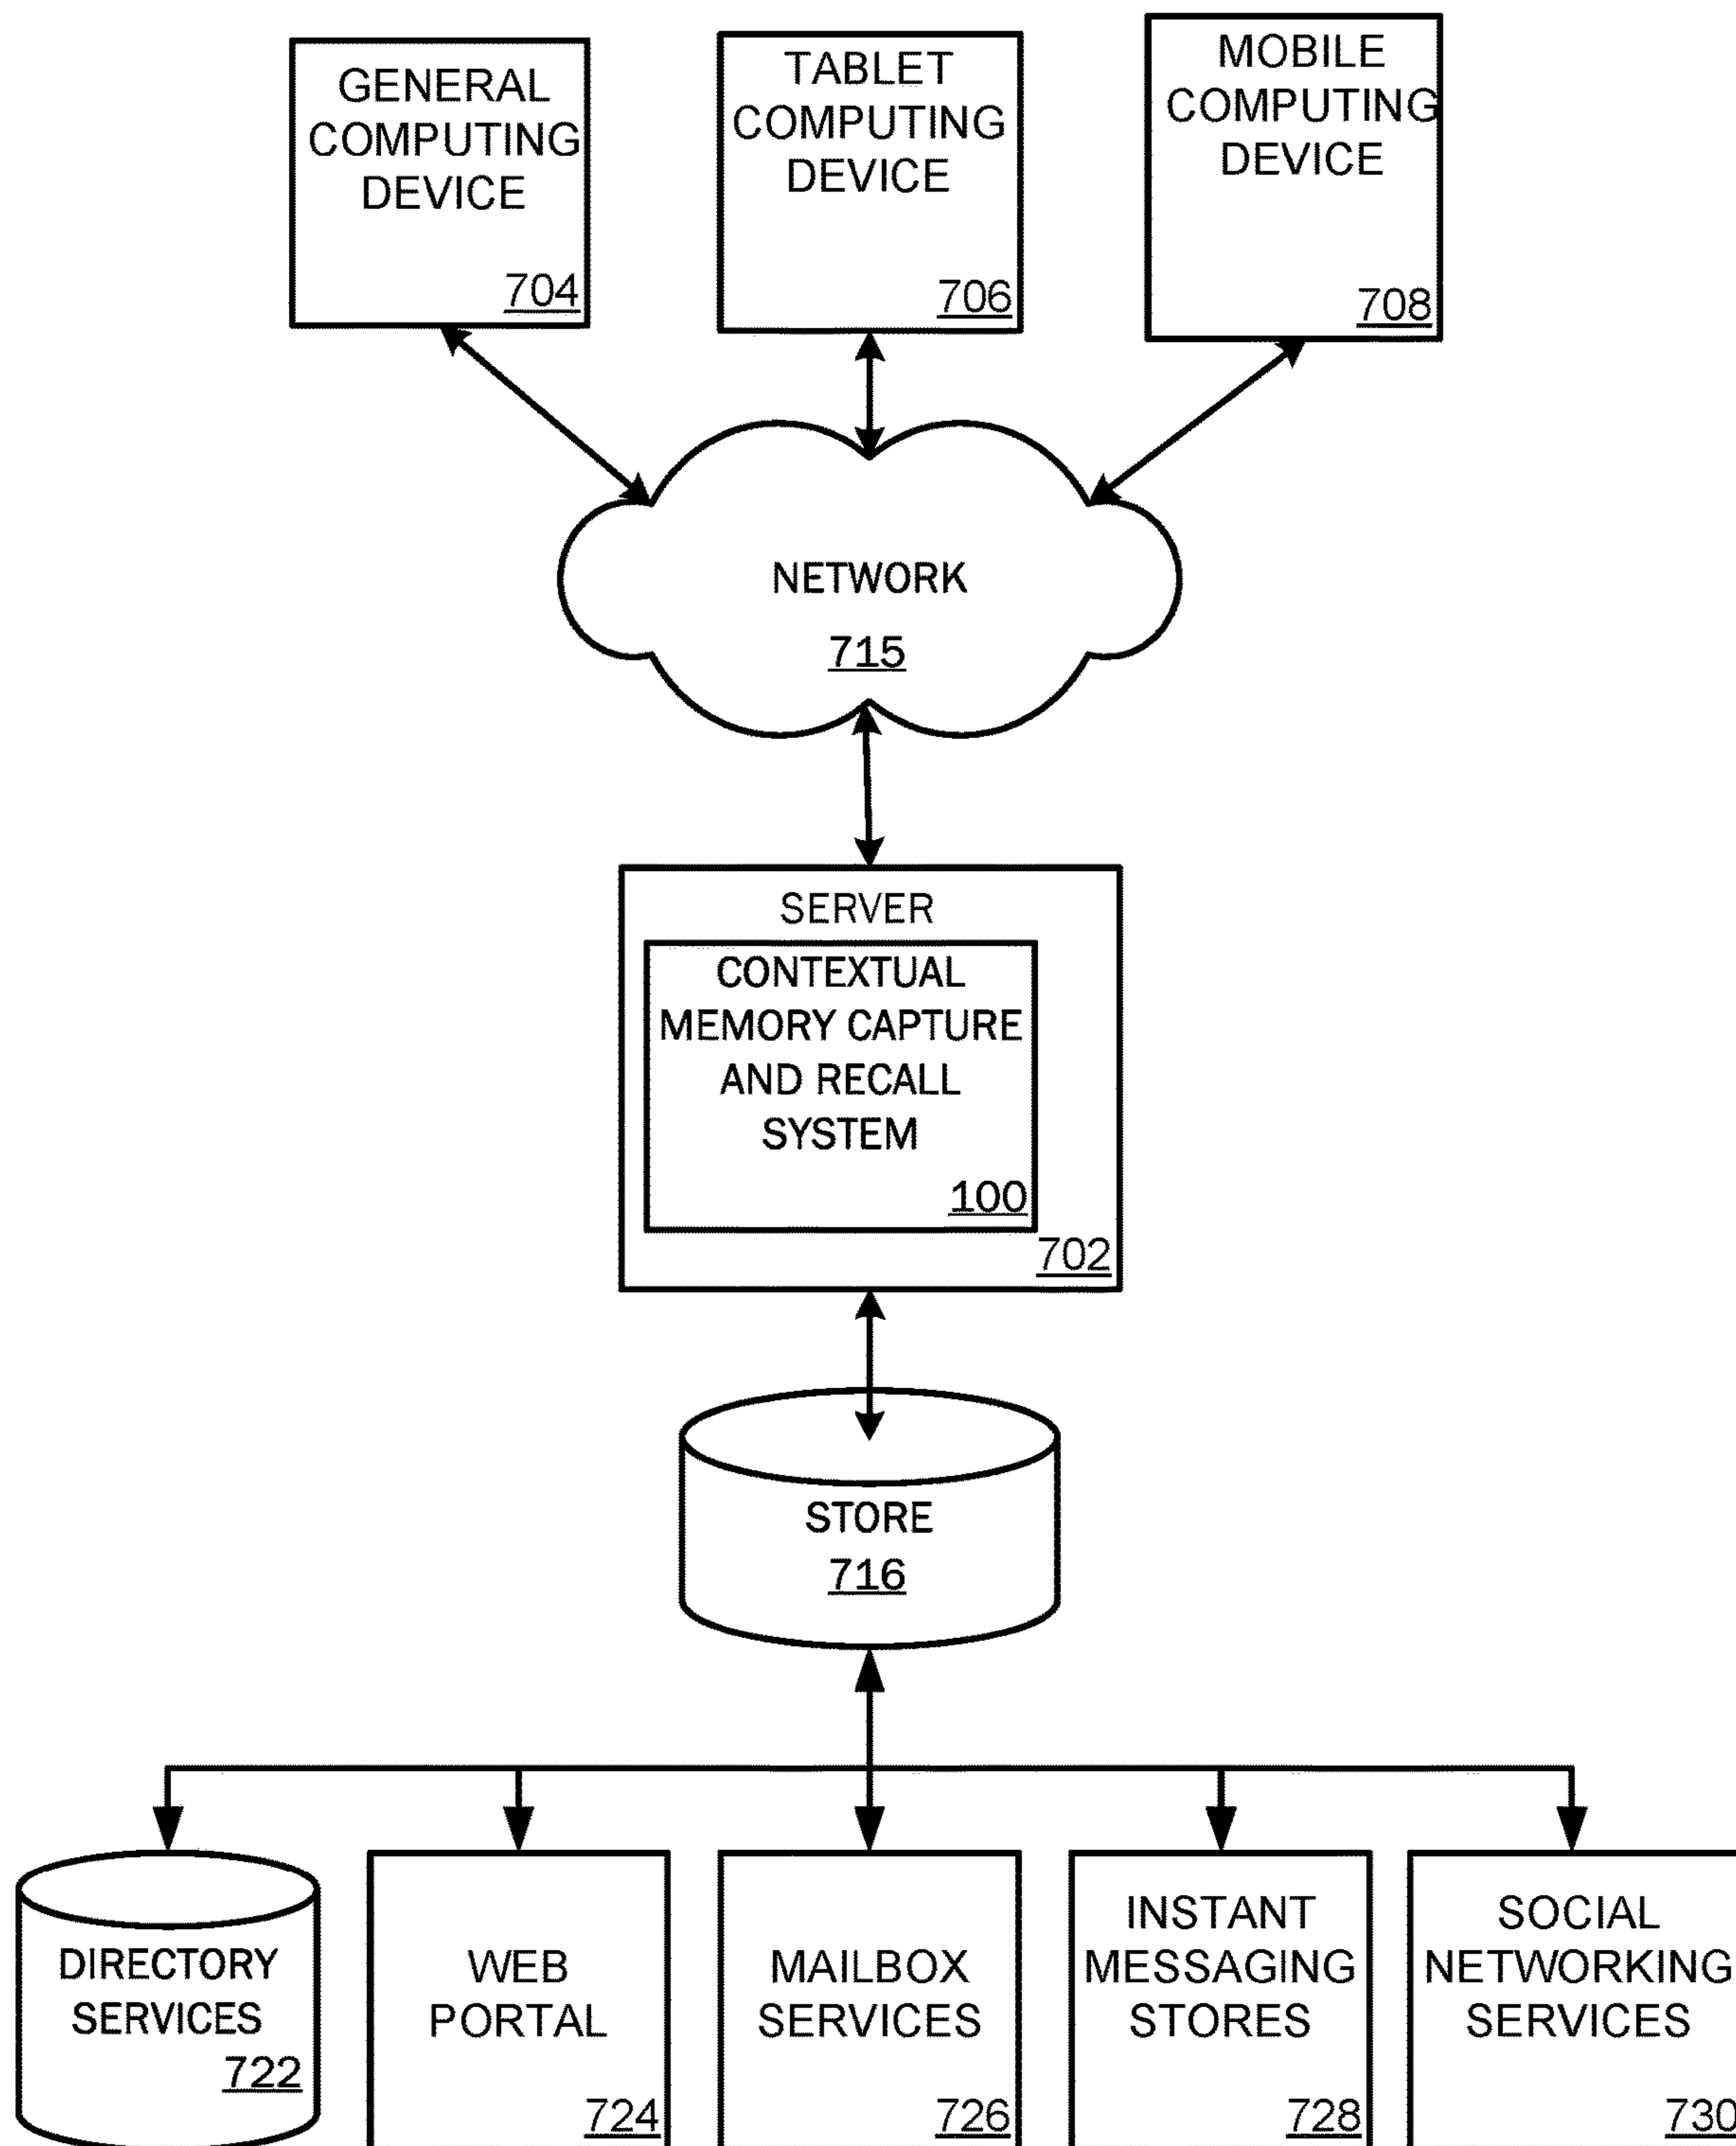 GENERAL
COMPUTING
DEVICE
704
TABLET
COMPUTING
DEVICE
706
MOBILE
COMPUTING
DEVICE
708
NETWORK
715
SERVER
CONTEXTUAL
MEMORY CAPTURE
AND RECALL
SYSTEM
100
702
STORE
716
DIRECTORY
SERVICES
722
WEB
PORTAL
724
MAILBOX
SERVICES
726
INSTANT
MESSAGING
STORES
728
SOCIAL
NETWORKING
SERVICES
730